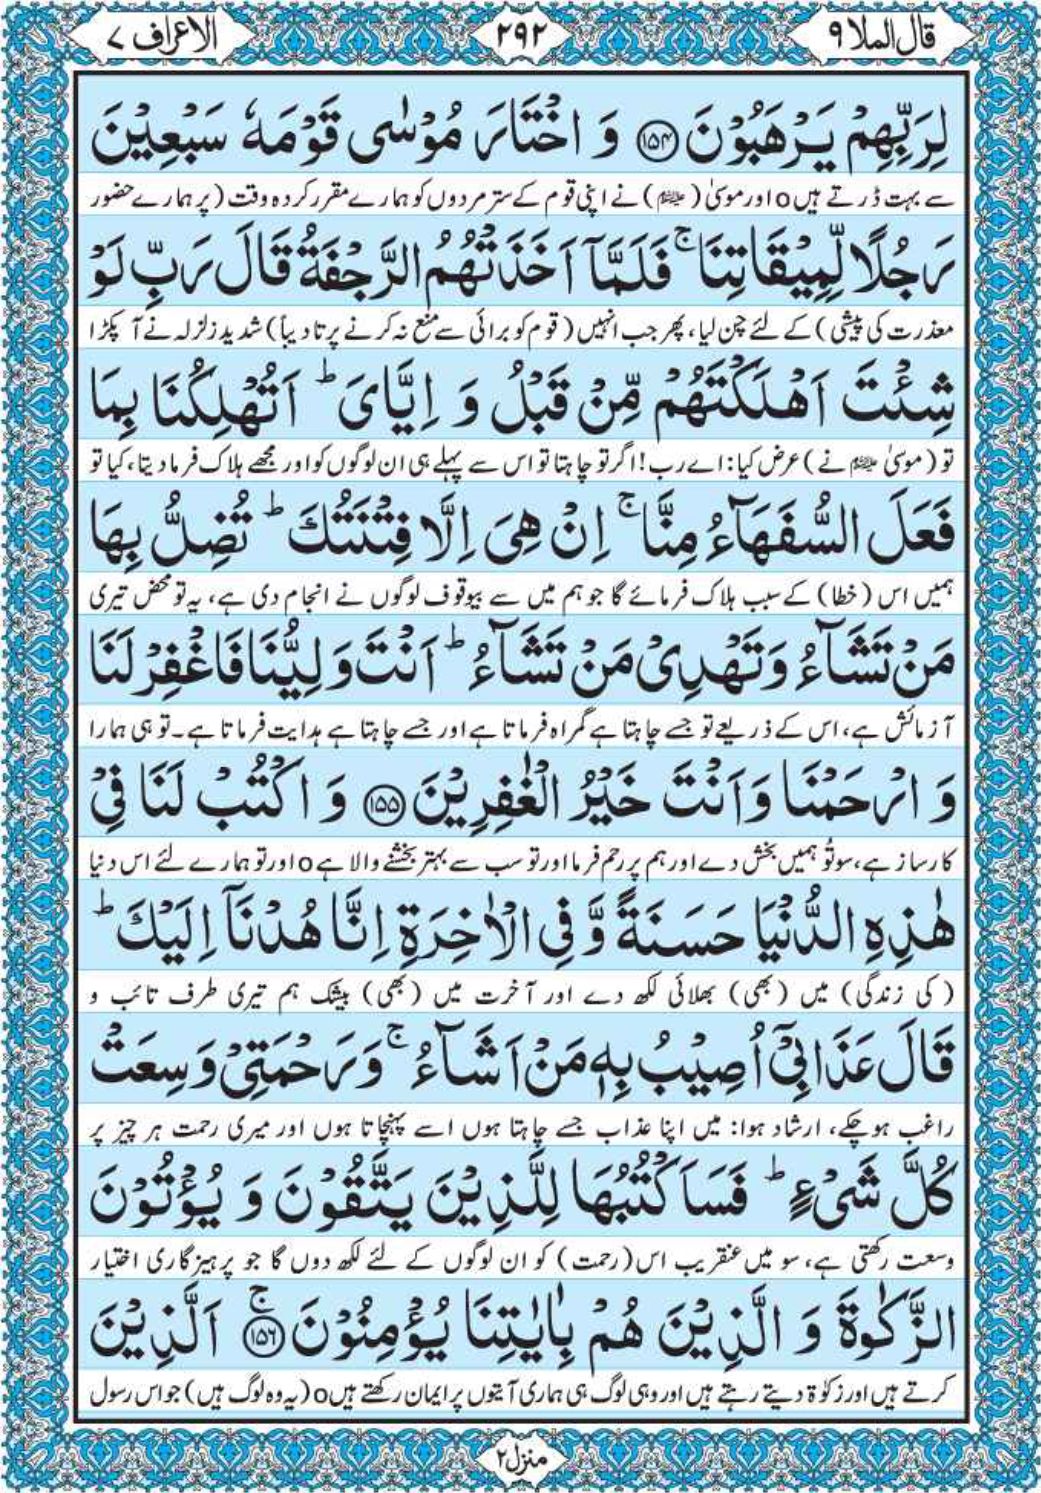 قال الملا ٩
٢٩٢
الاعراف ٧
لِرَبِّهِمْ يَرْهَبُوْنَ ﴿۱۵۴﴾ وَ اخْتَارَ مُوْسٰى قَوْمَهٗ سَبْعِيْنَ
سے بہت ڈرتے ہیں o اور موسیٰ (علیہ السلام) نے اپنی قوم کے ستر مردوں کو ہمارے مقرر کردہ وقت (پر ہمارے حضور
رَجُلًا لِّمِيْقَاتِنَا ۚ فَلَمَّاۤ اَخَذَتْهُمُ الرَّجْفَةُ قَالَ رَبِّ لَوْ
معذرت کی پیشی) کے لئے چن لیا، پھر جب انہیں (قوم کو برائی سے منع نہ کرنے پر تادیباً) شدید زلزلہ نے آ پکڑا
شِئْتَ اَهْلَكْتَهُمْ مِّنْ قَبْلُ وَ اِيَّايَ ؕ اَتُهْلِكُنَا بِمَا
تو (موسیٰ علیہ السلام نے) عرض کیا: اے رب! اگر تو چاہتا تو اس سے پہلے ہی ان لوگوں کو اور مجھے ہلاک فرما دیتا، کیا تو
فَعَلَ السُّفَهَآءُ مِنَّا ۚ اِنْ هِيَ اِلَّا فِتْنَتُكَ ؕ تُضِلُّ بِهَا
ہمیں اس (خطا) کے سبب ہلاک فرمائے گا جو ہم میں سے بیوقوف لوگوں نے انجام دی ہے، یہ تو محض تیری
مَنْ تَشَآءُ وَ تَهْدِيْ مَنْ تَشَآءُ ؕ اَنْتَ وَلِيُّنَا فَاغْفِرْ لَنَا
آزمائش ہے، اس کے ذریعے تو جسے چاہتا ہے گمراہ فرماتا ہے اور جسے چاہتا ہے ہدایت فرماتا ہے۔ تو ہی ہمارا
وَ ارْحَمْنَا وَ اَنْتَ خَيْرُ الْغٰفِرِيْنَ ﴿۱۵۵﴾ وَ اكْتُبْ لَنَا فِيْ
کارساز ہے، سو تُو ہمیں بخش دے اور ہم پر رحم فرما اور تو سب سے بہتر بخشنے والا ہے o اور تو ہمارے لئے اس دنیا
هٰذِهِ الدُّنْيَا حَسَنَةً وَّ فِي الْاٰخِرَةِ اِنَّا هُدْنَاۤ اِلَيْكَ ؕ
(کی زندگی) میں (بھی) بھلائی لکھ دے اور آخرت میں (بھی) بیشک ہم تیری طرف تائب و
قَالَ عَذَابِيْۤ اُصِيْبُ بِهٖ مَنْ اَشَآءُ ۚ وَ رَحْمَتِيْ وَسِعَتْ
راغب ہو چکے، ارشاد ہوا: میں اپنا عذاب جسے چاہتا ہوں اسے پہنچاتا ہوں اور میری رحمت ہر چیز پر
كُلَّ شَيْءٍ ؕ فَسَاَكْتُبُهَا لِلَّذِيْنَ يَتَّقُوْنَ وَ يُؤْتُوْنَ
وسعت رکھتی ہے، سو میں عنقریب اس (رحمت) کو ان لوگوں کے لئے لکھ دوں گا جو پرہیزگاری اختیار
الزَّكٰوةَ وَ الَّذِيْنَ هُمْ بِاٰيٰتِنَا يُؤْمِنُوْنَ ﴿۱۵۶﴾ ۚ اَلَّذِيْنَ
کرتے ہیں اور زکوٰۃ دیتے رہتے ہیں اور وہی لوگ ہی ہماری آیتوں پر ایمان رکھتے ہیں o (یہ وہ لوگ ہیں) جو اس رسول
منزل ٢